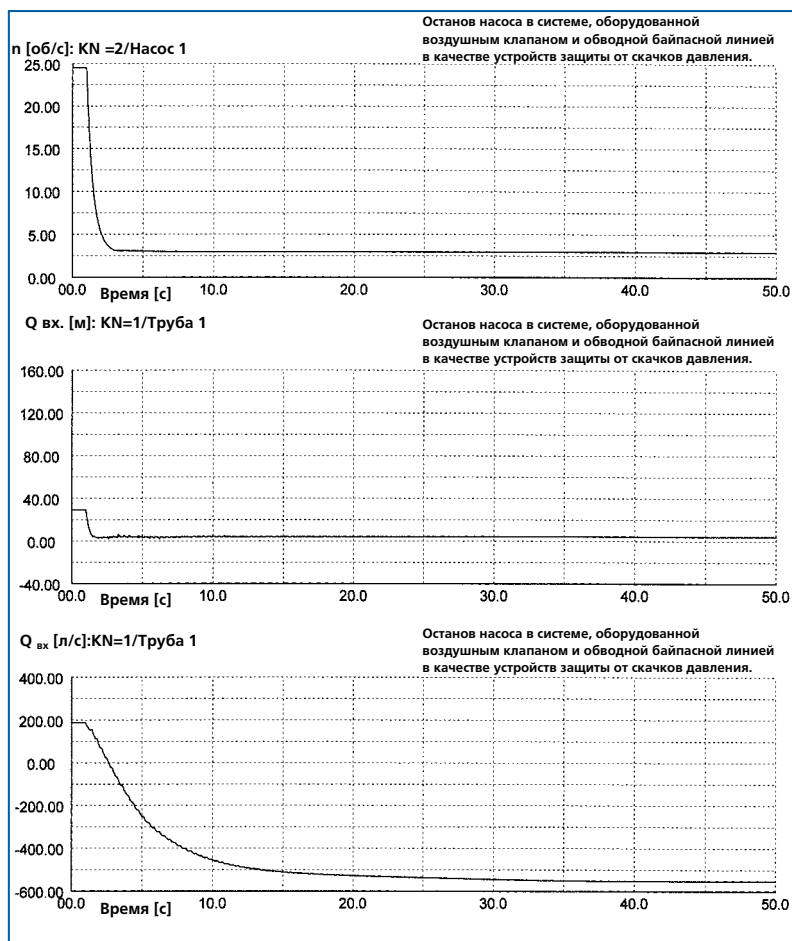 n [об/с]: KN =2/Насос 1
Останов насоса в системе, оборудованной
воздушным клапаном и обводной байпасной линией
в качестве устройств защиты от скачков давления.
25.00
20.00
15.00
10.00
5.00
0.00
00.0 10.0 20.0 30.0 40.0 50.0
Время [с]
Q вх. [м]: KN=1/Труба 1
Останов насоса в системе, оборудованной
воздушным клапаном и обводной байпасной линией
в качестве устройств защиты от скачков давления.
160.00
120.00
80.00
40.00
0.00
-40.00
00.0 10.0 20.0 30.0 40.0 50.0
Время [с]
Q вх [л/с]:KN=1/Труба 1
Останов насоса в системе, оборудованной
воздушным клапаном и обводной байпасной линией
в качестве устройств защиты от скачков давления.
400.00
200.00
0.00
-200.00
-400.00
-600.00
00.0 10.0 20.0 30.0 40.0 50.0
Время [с]